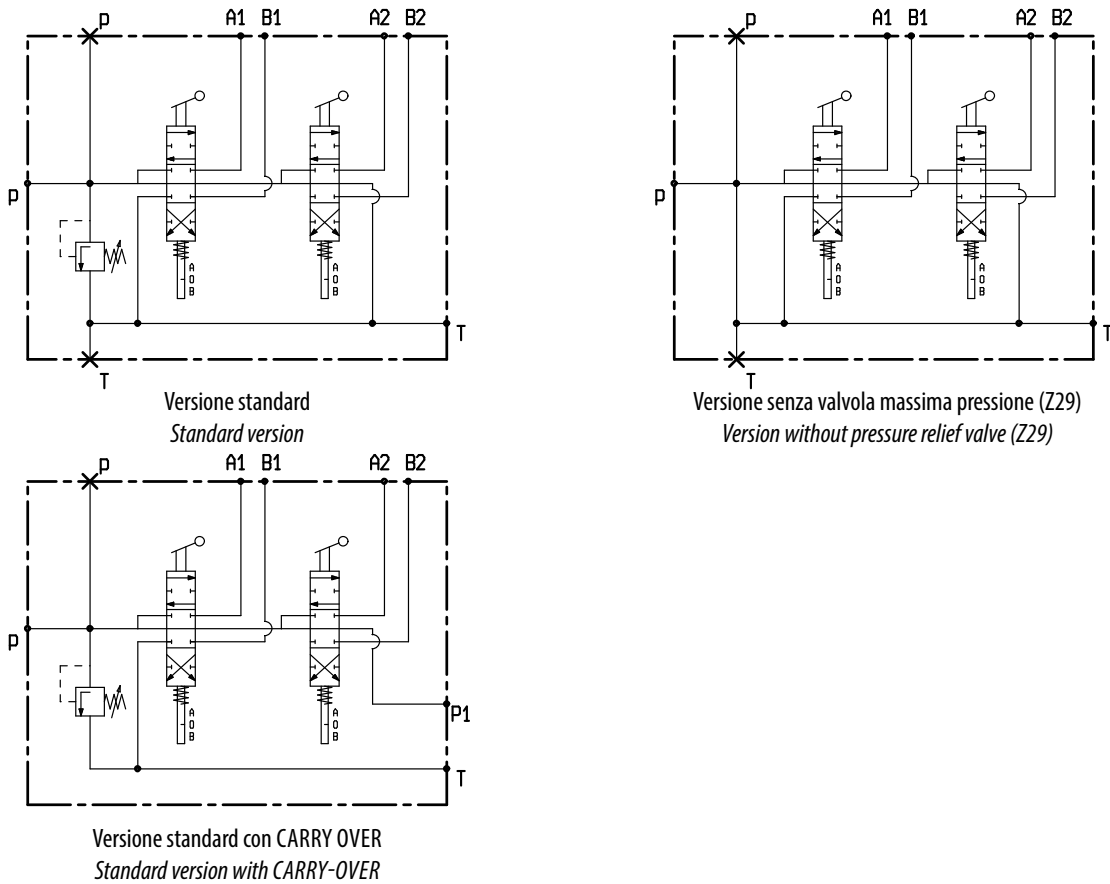 p A1 B1 A2 B2
p
A
0
B
A
0
B
T
T
Versione standard
Standard version
p A1 B1 A2 B2
p
A
0
B
A
0
B
T
T
Versione senza valvola massima pressione (Z29)
Version without pressure relief valve (Z29)
p A1 B1 A2 B2
p
A
0
B
A
0
B
P1
T
Versione standard con CARRY OVER
Standard version with CARRY-OVER